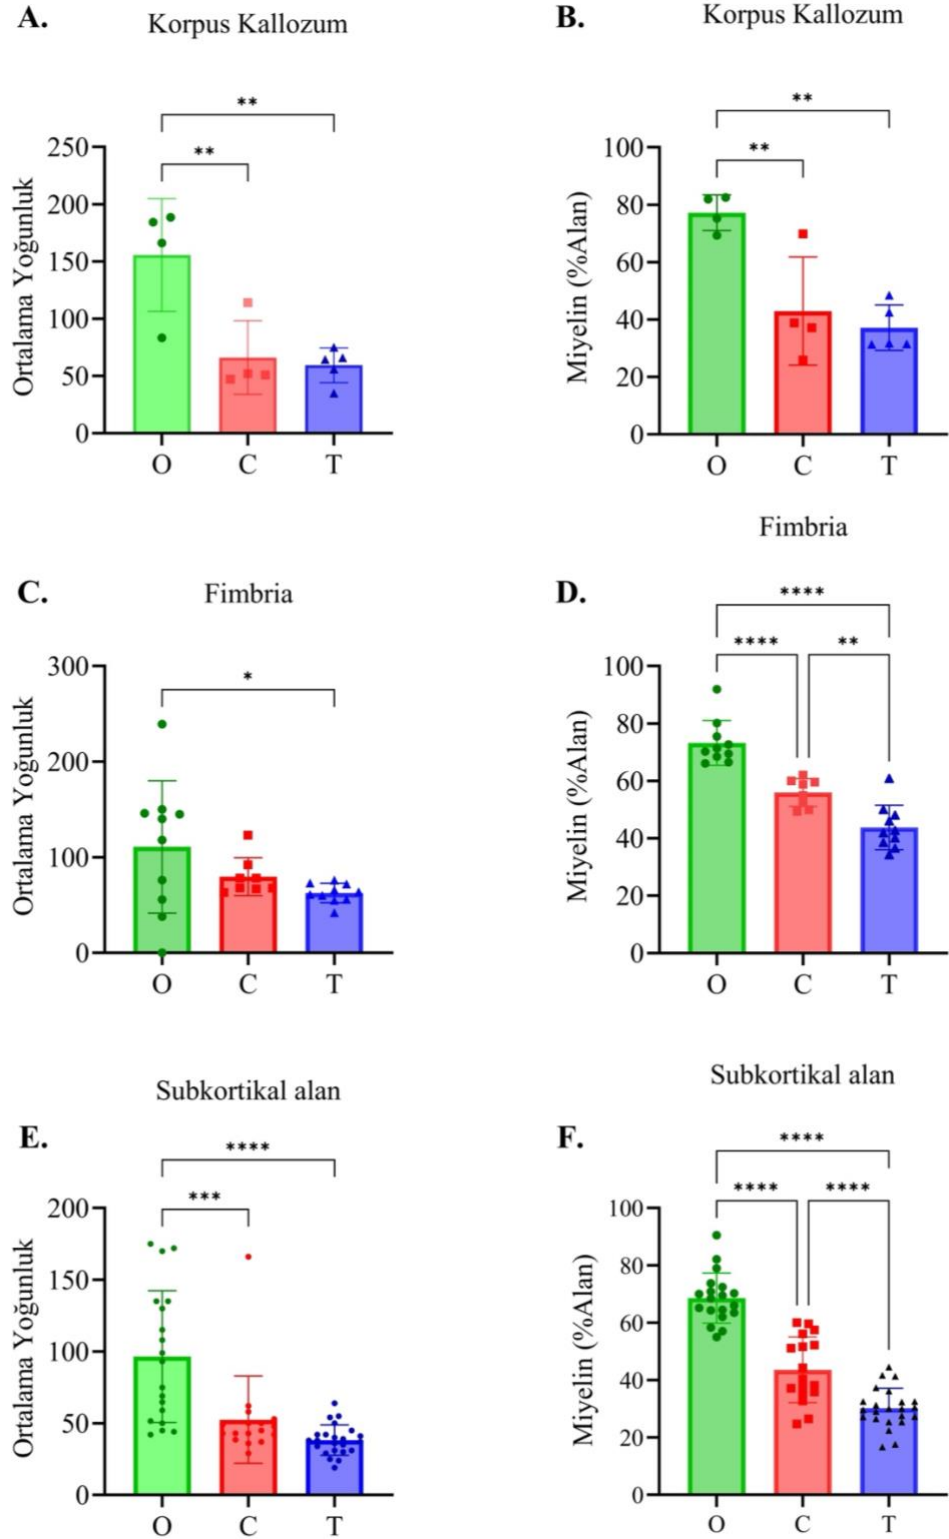 A.
Korpus Kallozum
**
**
Ortalama Yoğunluk
250
200
150
100
50
0
O C T
B.
Korpus Kallozum
**
**
Miyelin (%Alan)
100
80
60
40
20
0
O C T
C.
Fimbria
*
Ortalama Yoğunluk
300
200
100
0
O C T
D.
Fimbria
****
**** **
Miyelin (%Alan)
100
80
60
40
20
0
O C T
E.
Subkortikal alan
****
***
Ortalama Yoğunluk
200
150
100
50
0
O C T
F.
Subkortikal alan
****
**** ****
Miyelin (%Alan)
100
80
60
40
20
0
O C T